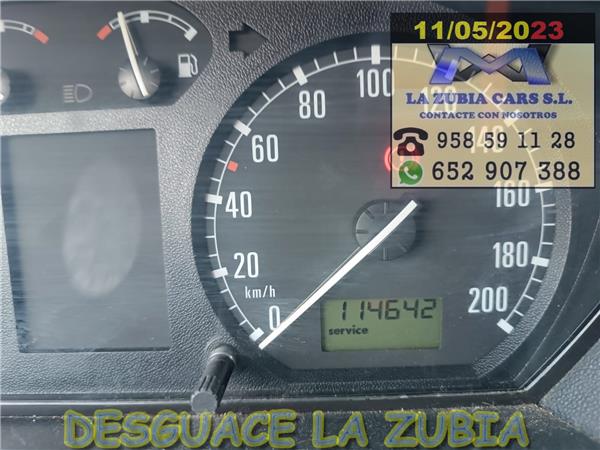 11/05/2023
LA ZUBIA CARS S.L.
CONTACTE CON NOSOTROS
958 59 11 28
652 907 388
100
80
140
60
160
40
180
20
200
km/h
0
114642
service
DESGUACE LA ZUBIA